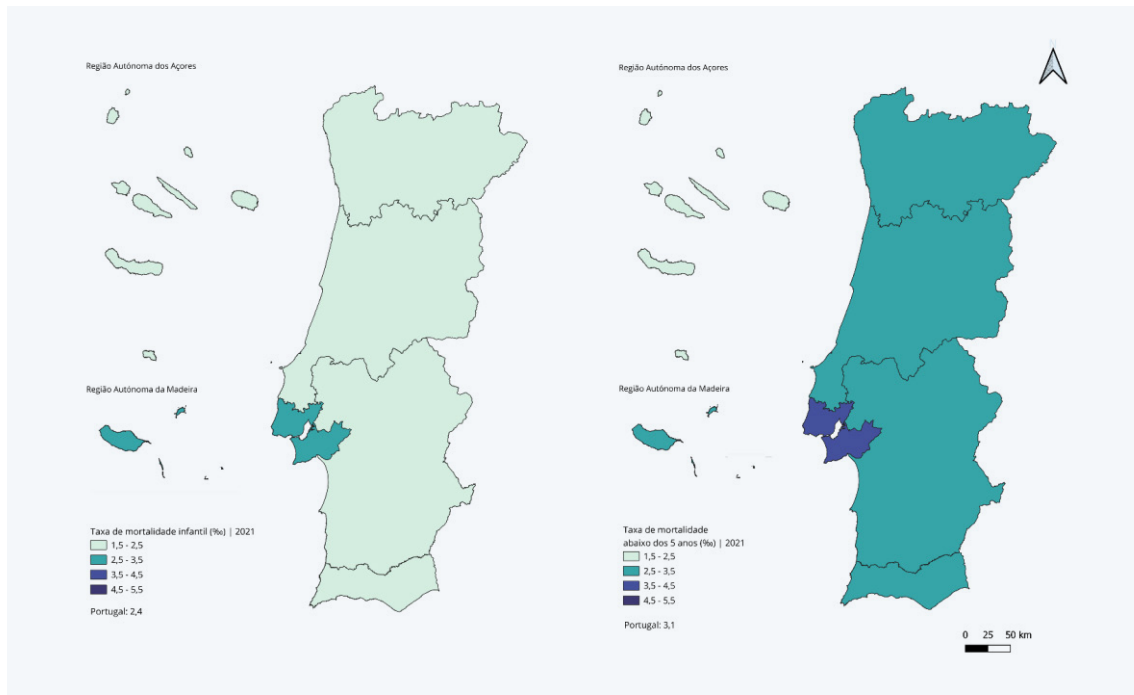 Região Autónoma dos Açores
Região Autónoma da Madeira
Taxa de mortalidade infantil (‰) | 2021
1,5 - 2,5
2,5 - 3,5
3,5 - 4,5
4,5 - 5,5
Portugal: 2,4
Região Autónoma dos Açores
Região Autónoma da Madeira
Taxa de mortalidade
abaixo dos 5 anos (‰) | 2021
1,5 - 2,5
2,5 - 3,5
3,5 - 4,5
4,5 - 5,5
Portugal: 3,1
N
0 25 50 km